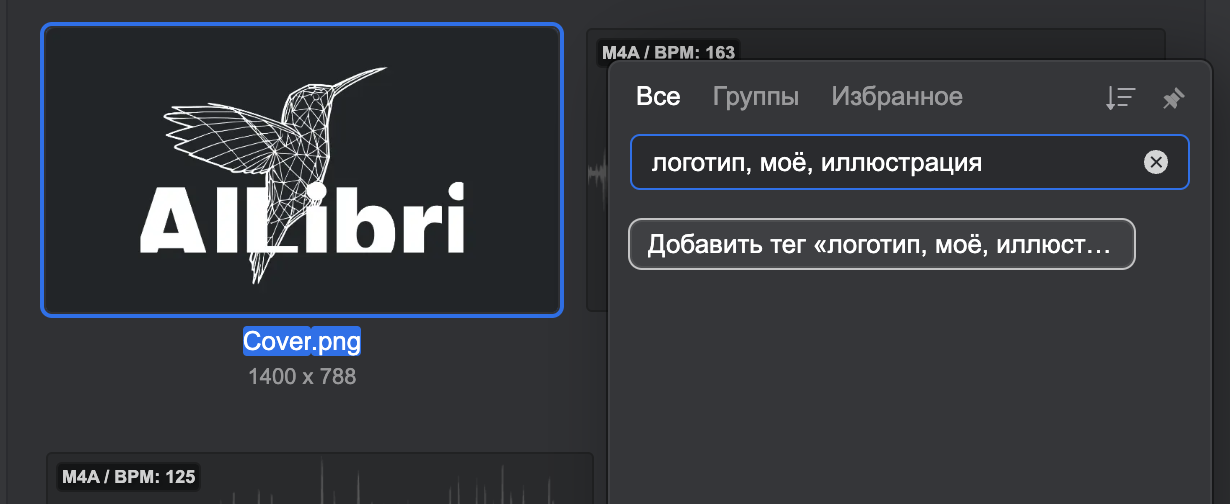 AlLibri
Cover.png
1400 x 788
M4A / BPM: 163
Все Группы Избранное
логотип, моё, иллюстрация
Добавить тег «логотип, моё, иллюст...
M4A / BPM: 125